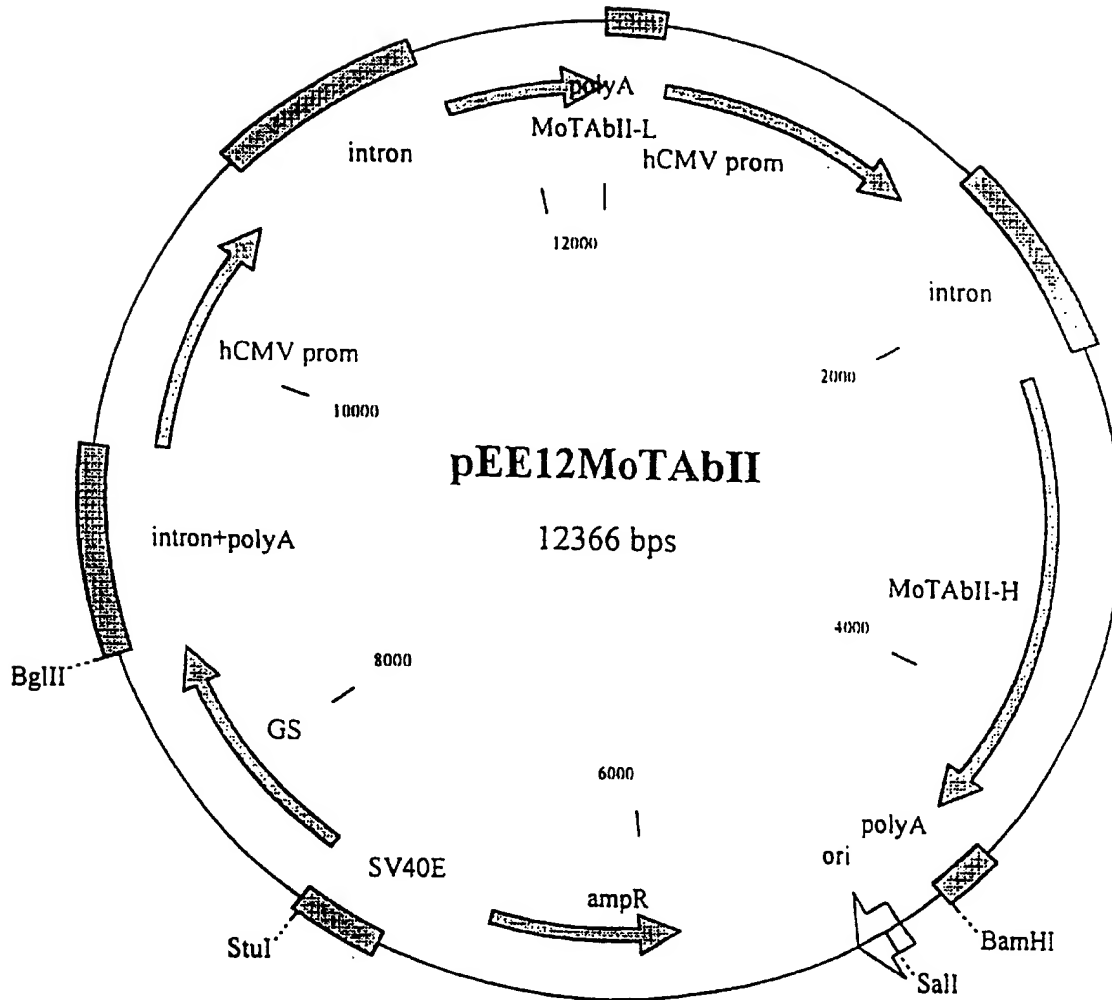 polyA
MoTAbII-L
intron
hCMV prom
12000
intron
hCMV prom
2000
10000
pEE12MoTAbII
12366 bps
intron+polyA
MoTAbII-H
4000
8000
BglII
GS
6000
polyA
ori
SV40E
ampR
StuI
BamHI
SalI